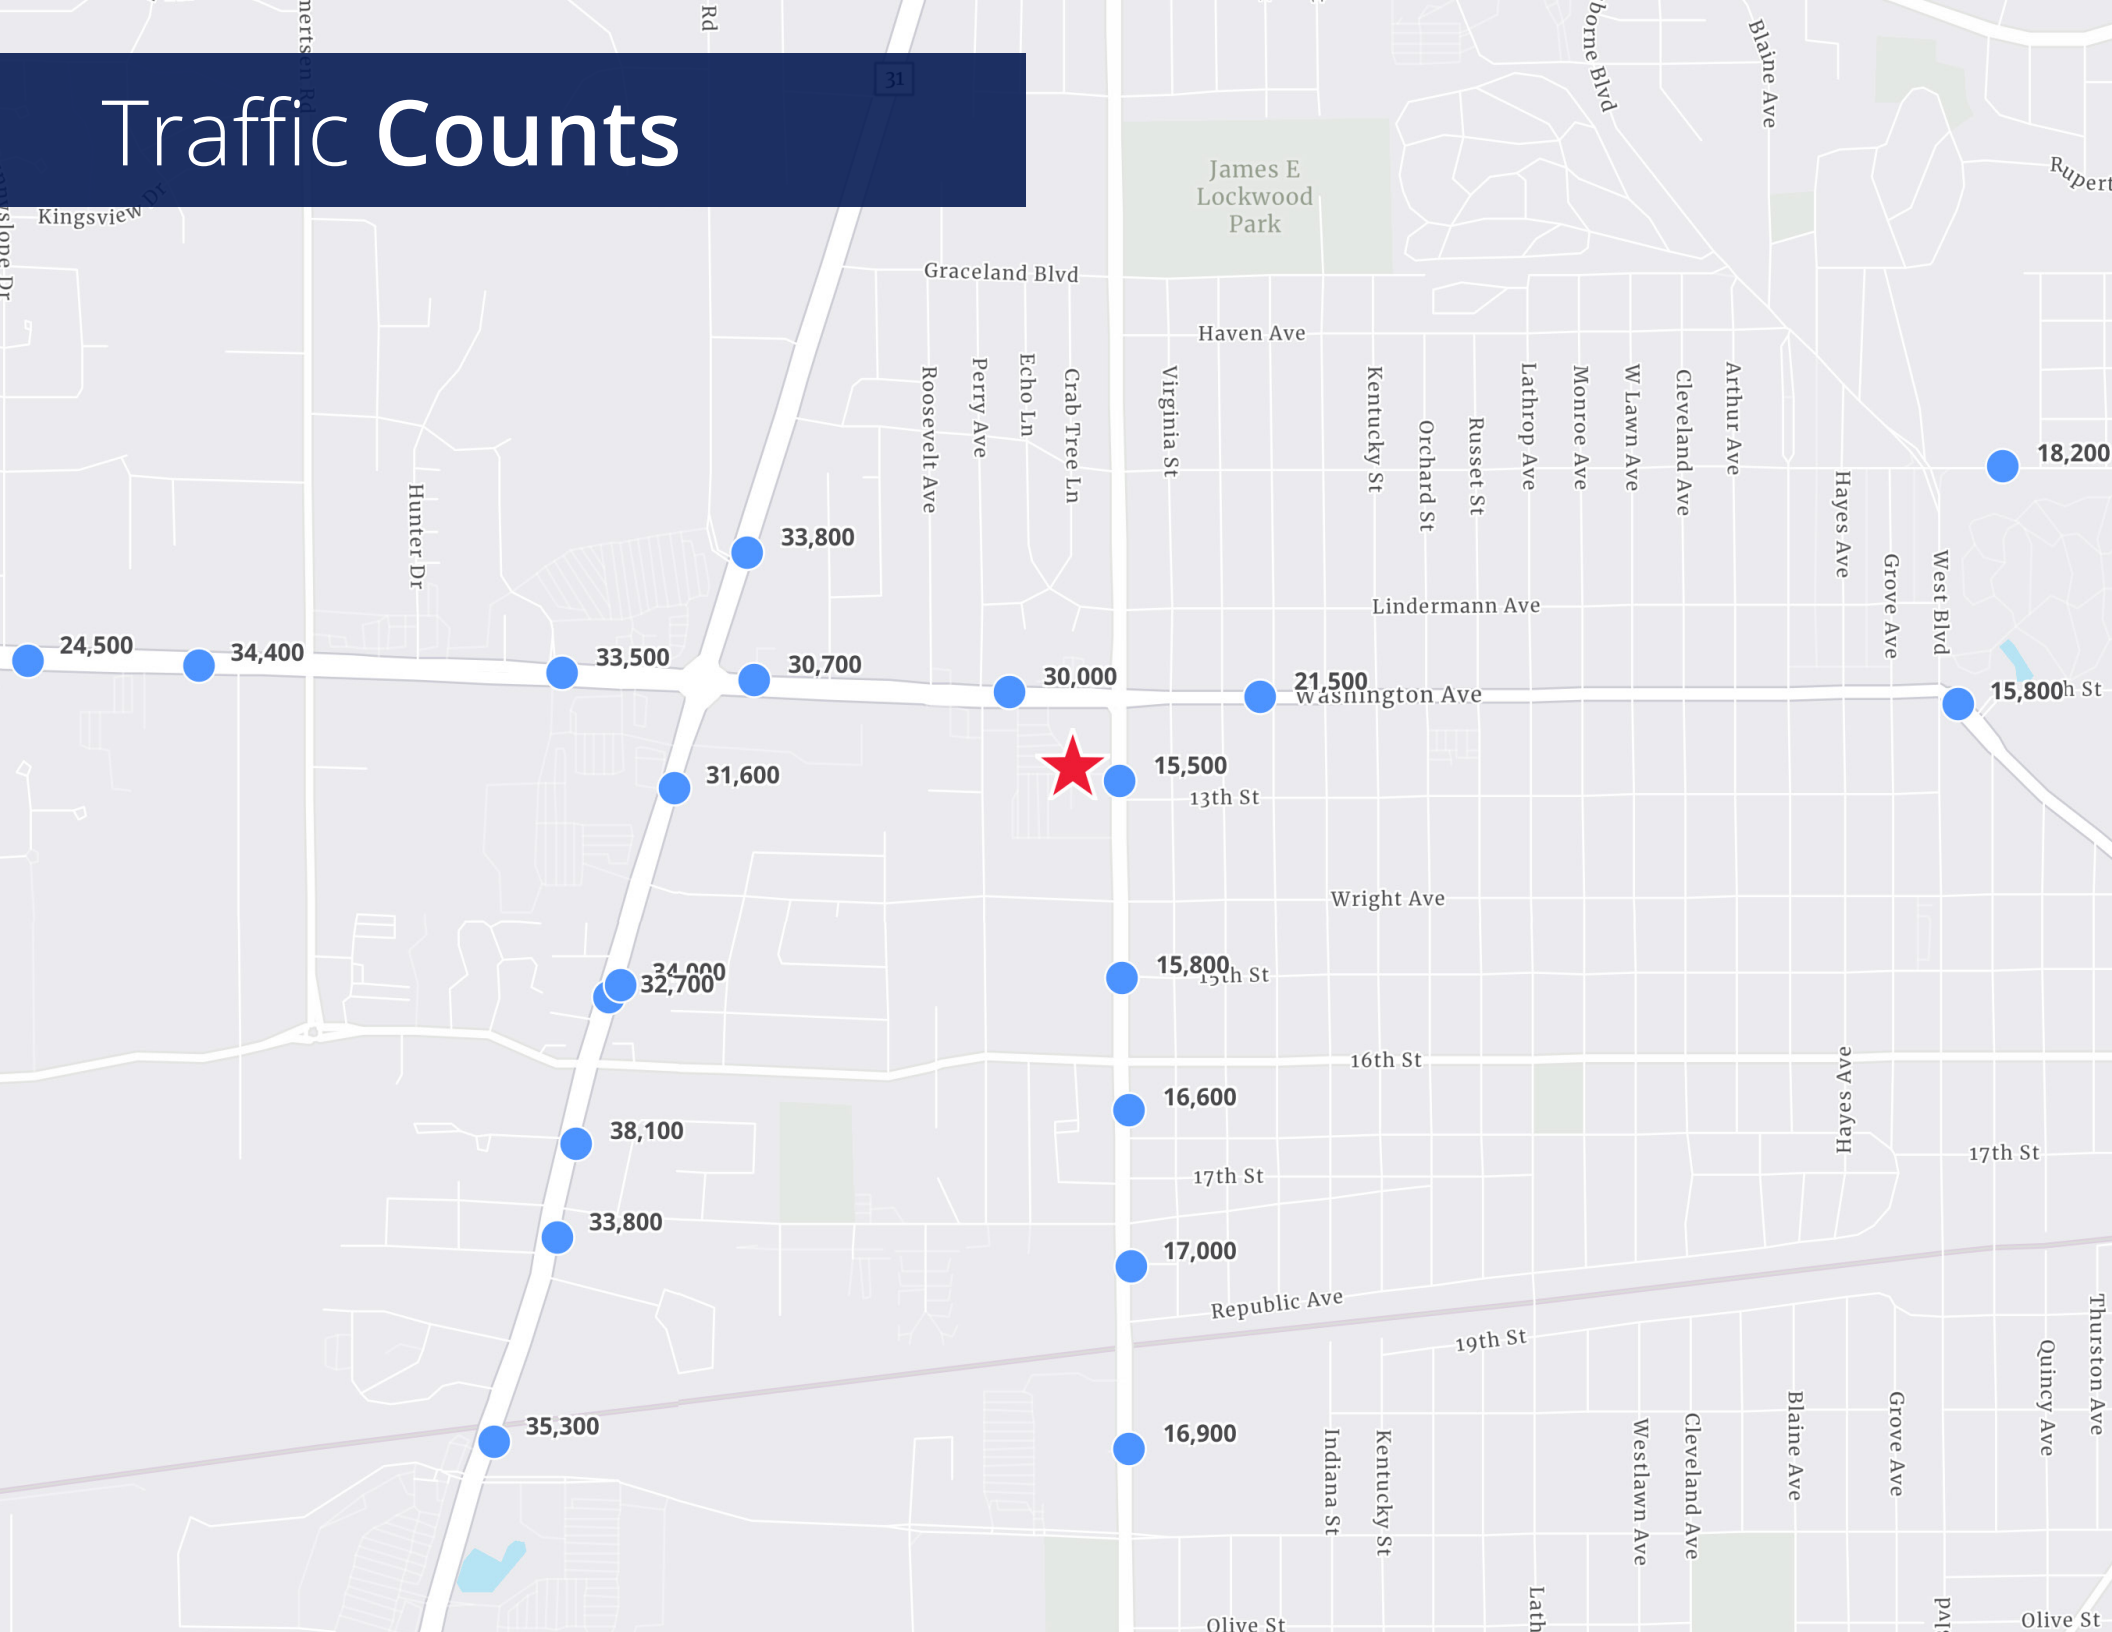 Rd
31
Traffic Counts
Blaine Ave
James E
Lockwood
Park
Kingsview Dr
Rupert
Graceland Blvd
Haven Ave
Roosevelt Ave
Perry Ave
Echo Ln
Crab Tree Ln
Virginia St
Kentucky St
Orchard St
Russet St
Lathrop Ave
Monroe Ave
W Lawn Ave
Cleveland Ave
Arthur Ave
Hayes Ave
Grove Ave
West Blvd
18,200
Hunter Dr
33,800
Lindermann Ave
24,500
34,400
33,500
30,700
30,000
21,500
Washington Ave
15,800
h St
31,600
15,500
13th St
Wright Ave
34,000
32,700
15,800
15th St
16th St
Hayes Ave
16,600
38,100
17th St
17th St
33,800
17,000
Republic Ave
19th St
Thurston Ave
Quincy Ave
35,300
16,900
Indiana St
Kentucky St
Westlawn Ave
Cleveland Ave
Blaine Ave
Grove Ave
Lath
Olive St
Olive St